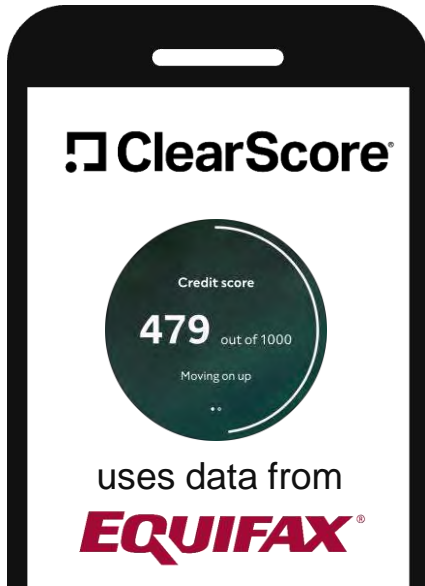 ClearScore®
Credit score
479 out of 1000
Moving on up
uses data from
EQUIFAX®